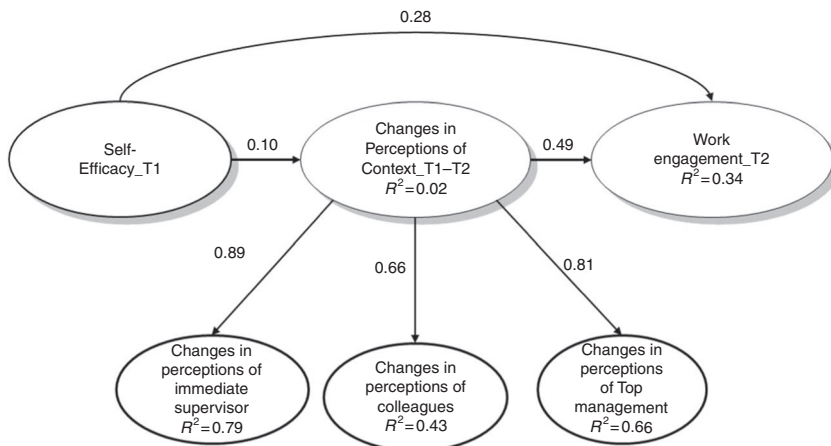 0.28
Self-
Efficacy_T1
0.10
Changes in
Perceptions of
Context_T1–T2
R²=0.02
0.49
Work
engagement_T2
R²=0.34
0.89
0.66
0.81
Changes in
perceptions of
immediate
supervisor
R²=0.79
Changes in
perceptions of
colleagues
R²=0.43
Changes in
perceptions
of Top
management
R²=0.66